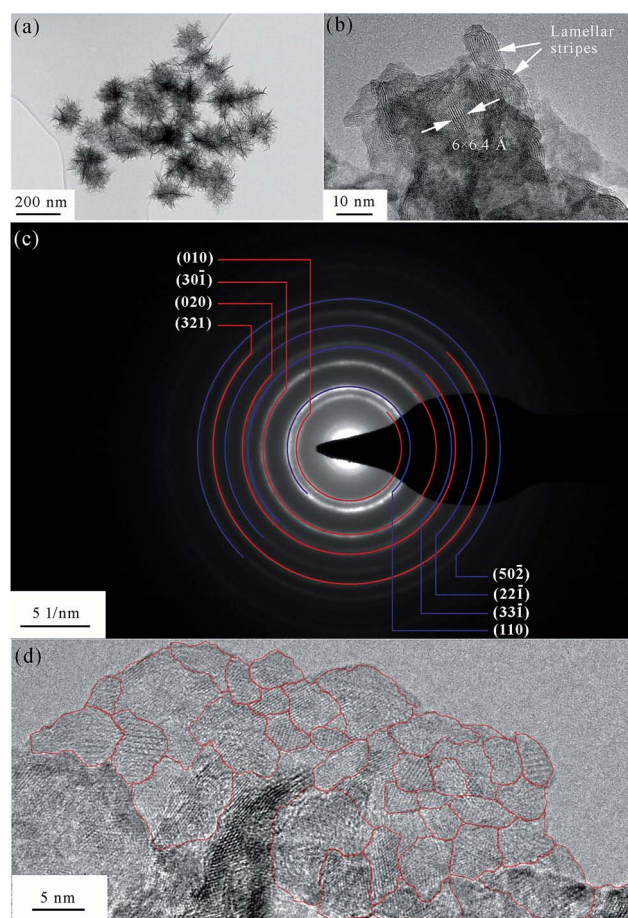 (a)
200 nm
(b)
Lamellar
stripes
6×6.4 Å
10 nm
(c)
(010)
(301̄)
(020)
(321)
(502̄)
(221̄)
(331̄)
(110)
5 1/nm
(d)
5 nm